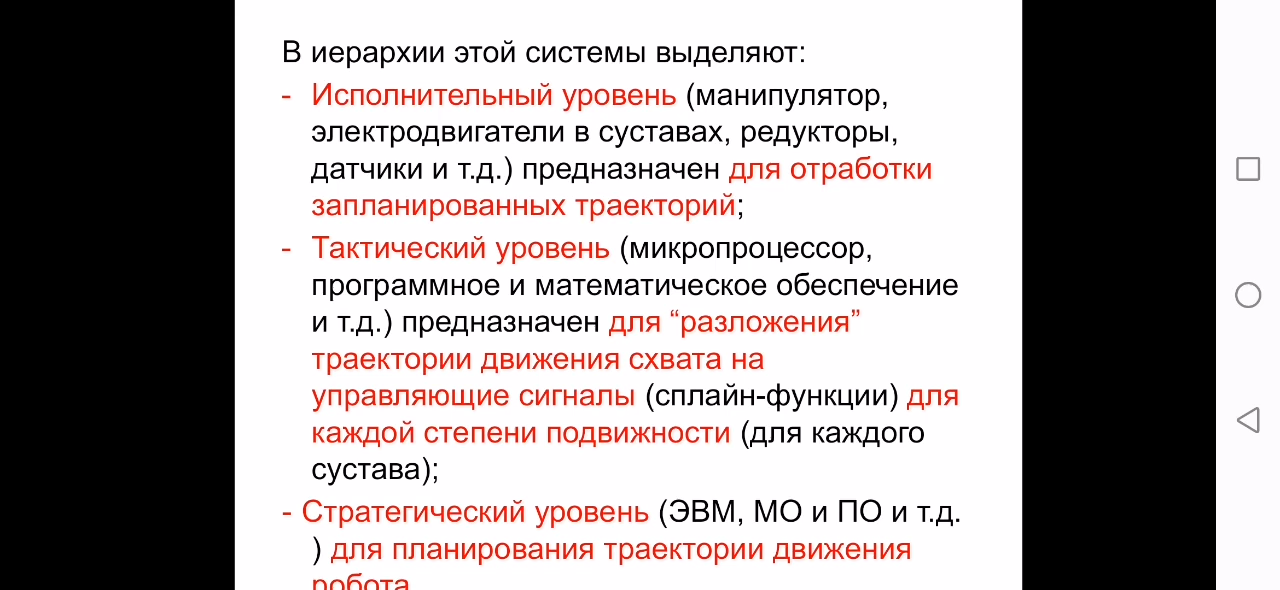 В иерархии этой системы выделяют:
- Исполнительный уровень (манипулятор,
электродвигатели в суставах, редукторы,
датчики и т.д.) предназначен для отработки
запланированных траекторий;
- Тактический уровень (микропроцессор,
программное и математическое обеспечение
и т.д.) предназначен для “разложения”
траектории движения схвата на
управляющие сигналы (сплайн-функции) для
каждой степени подвижности (для каждого
сустава);
- Стратегический уровень (ЭВМ, МО и ПО и т.д.
) для планирования траектории движения
робота